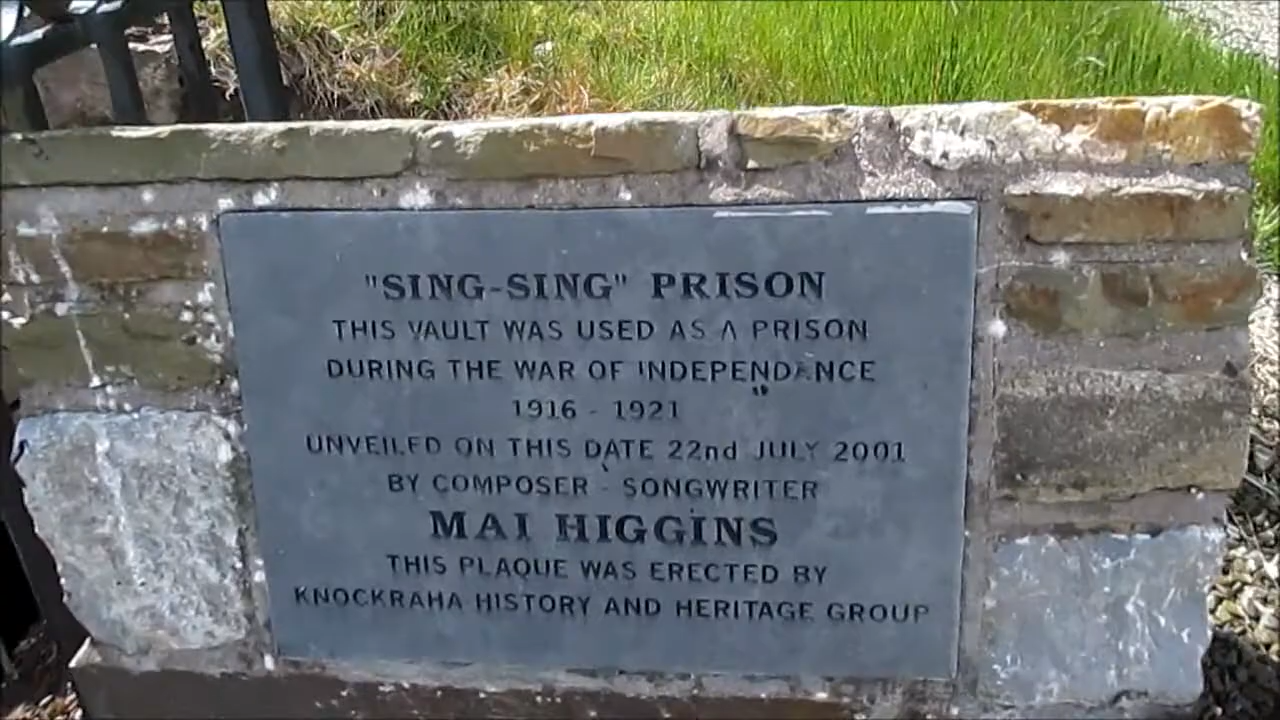 "SING-SING" PRISON
THIS VAULT WAS USED AS A PRISON
DURING THE WAR OF INDEPENDANCE
1916 - 1921
UNVEILED ON THIS DATE 22nd JULY 2001
BY COMPOSER - SONGWRITER
MAI HIGGINS
THIS PLAQUE WAS ERECTED BY
KNOCKRAHA HISTORY AND HERITAGE GROUP